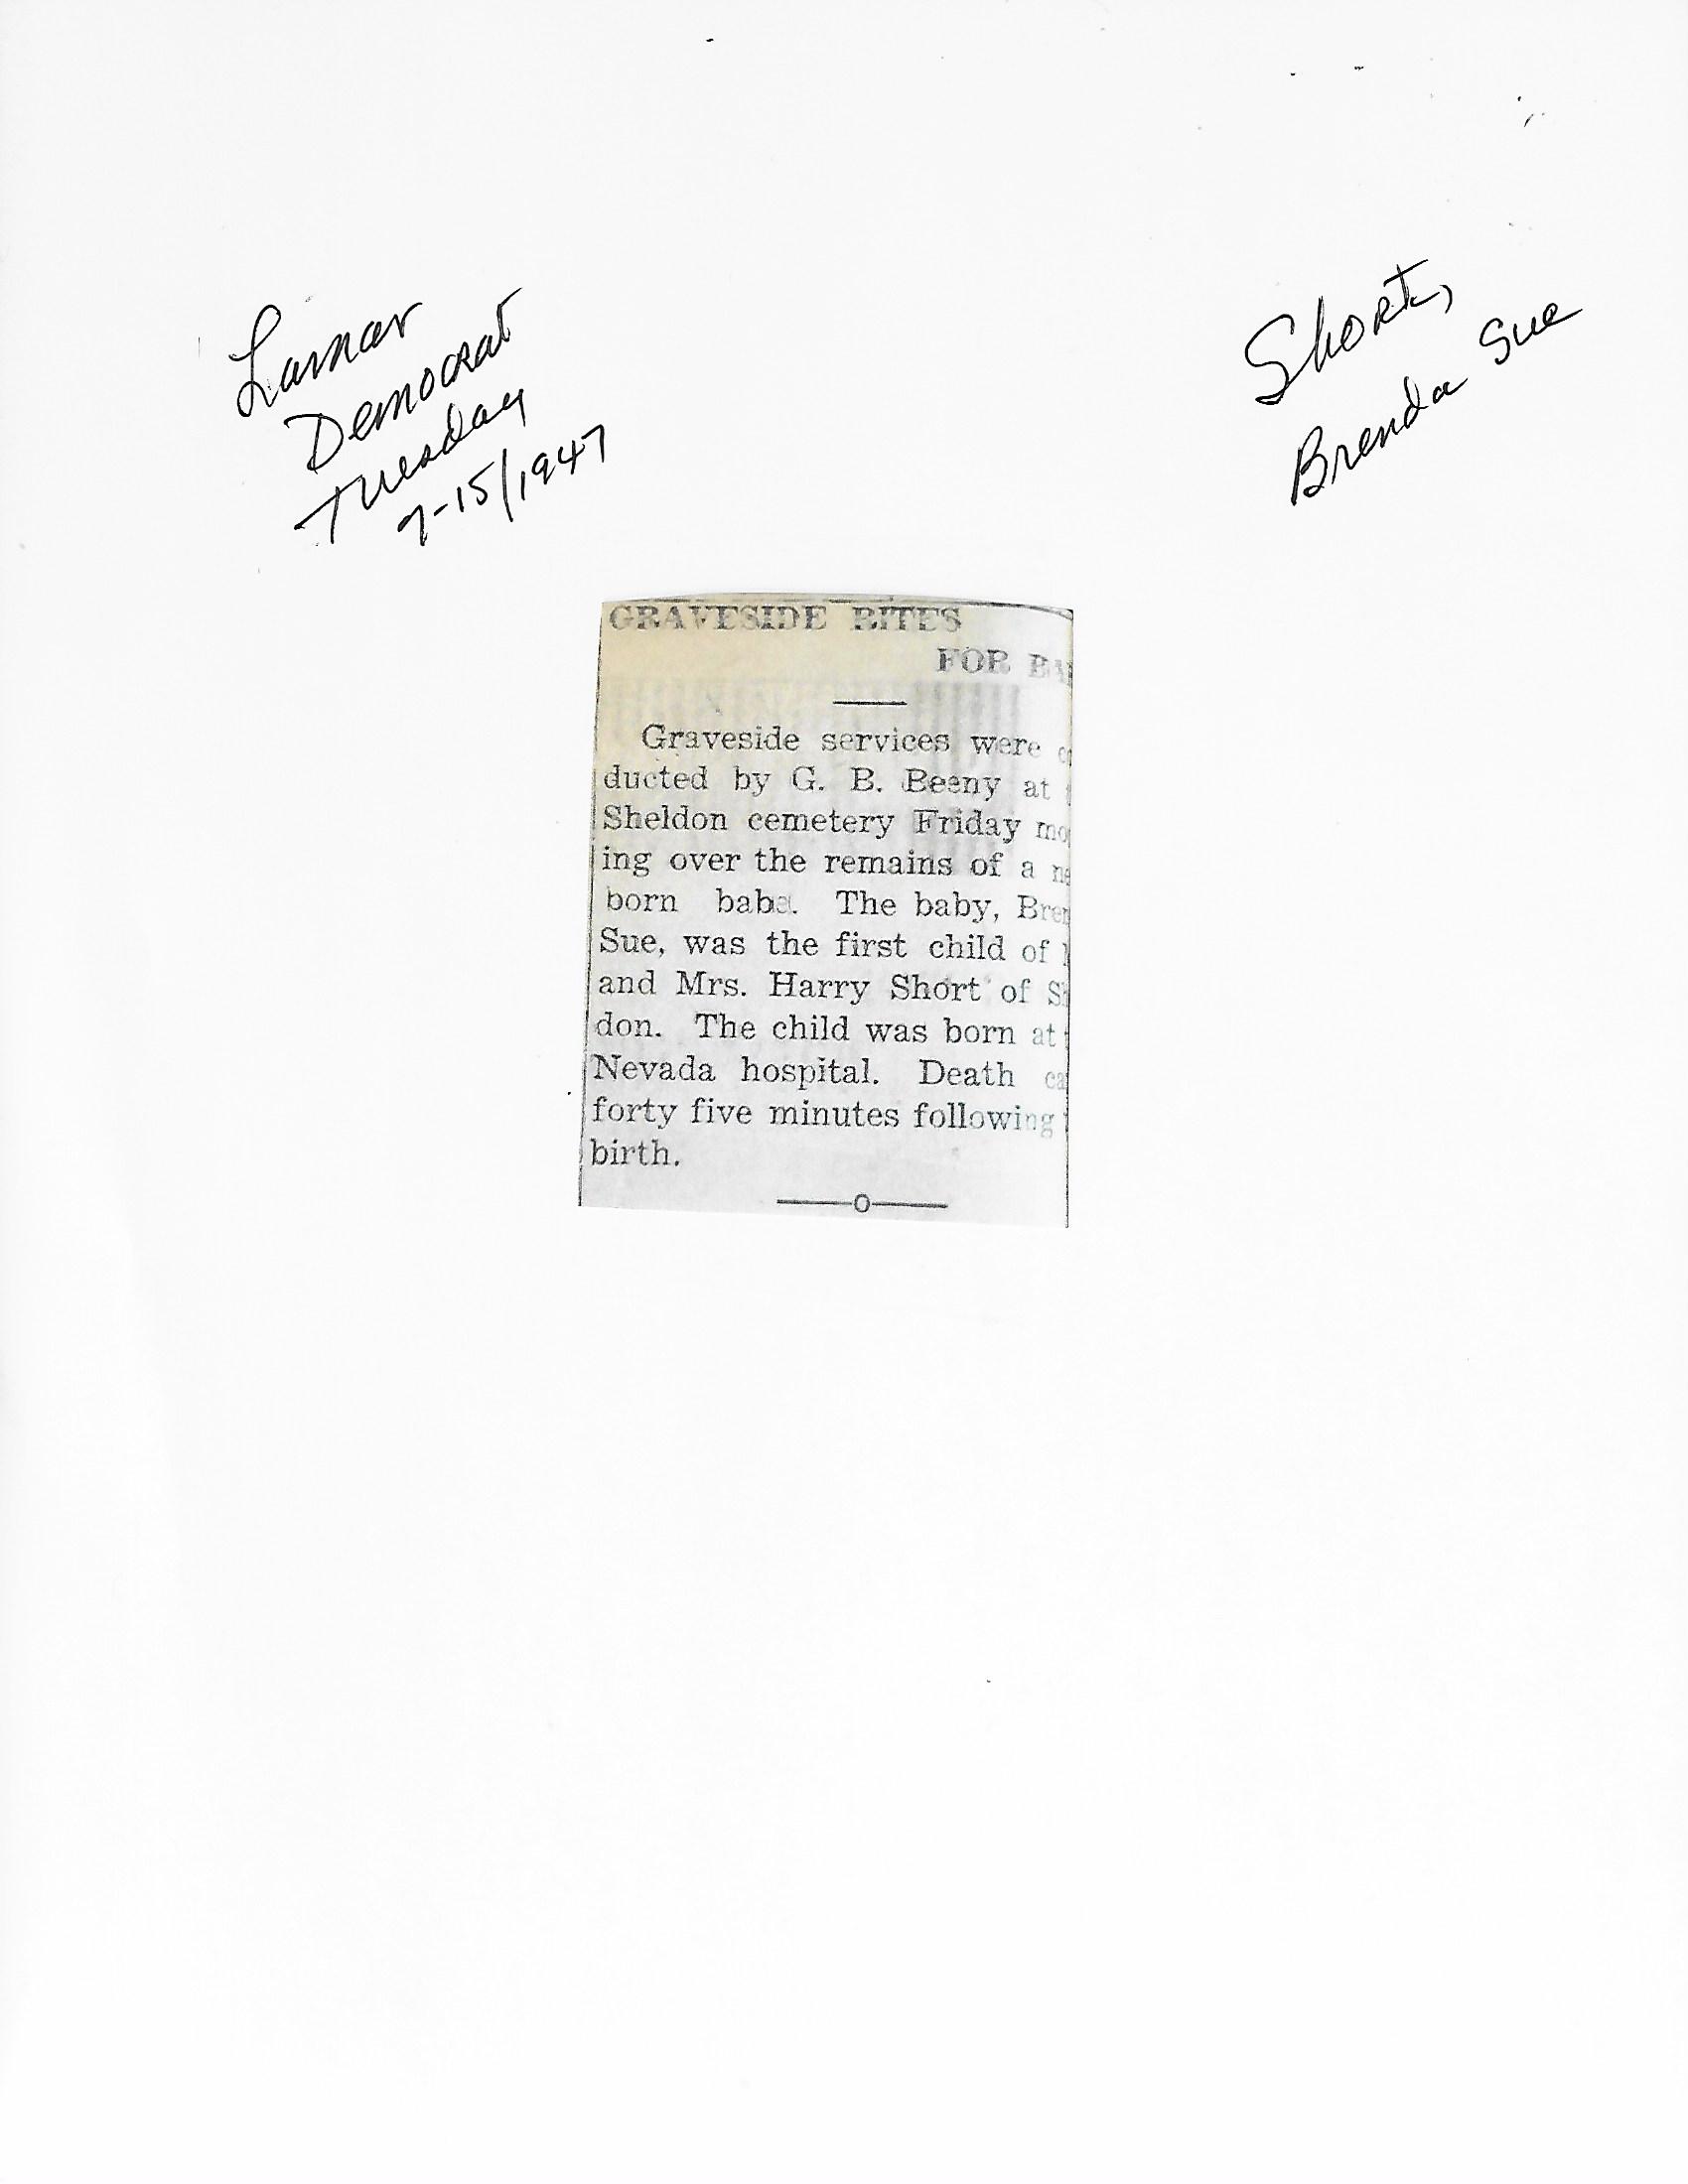 Lamar
Democrat
Tuesday
7-15/1947
Short,
Brenda Sue
GRAVESIDE RITES
FOR
Graveside services were
ducted by G. B. Beeny at
Sheldon cemetery Friday
ing over the remains of a
born babe. The baby,
Sue, was the first child of
and Mrs. Harry Short of
don. The child was born at
Nevada hospital. Death
forty five minutes following
birth.